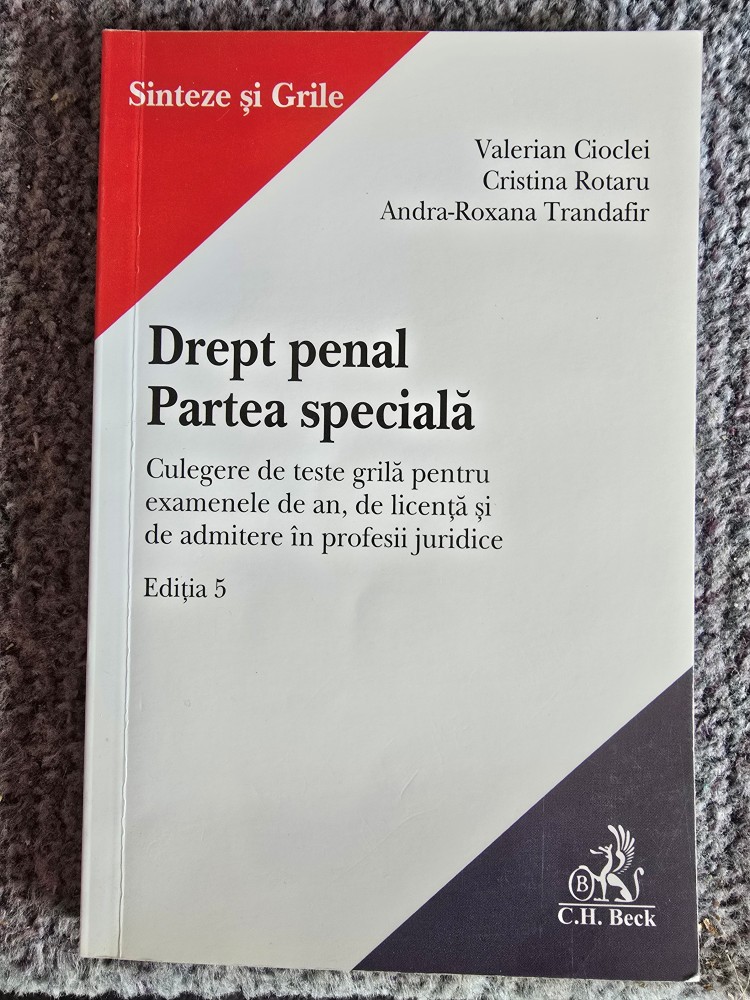 Sinteze și Grile
Valerian Cioclei
Cristina Rotaru
Andra-Roxana Trandafir
Drept penal
Partea specială
Culegere de teste grilă pentru
examenele de an, de licență și
de admitere în profesii juridice
Ediția 5
B
C.H. Beck